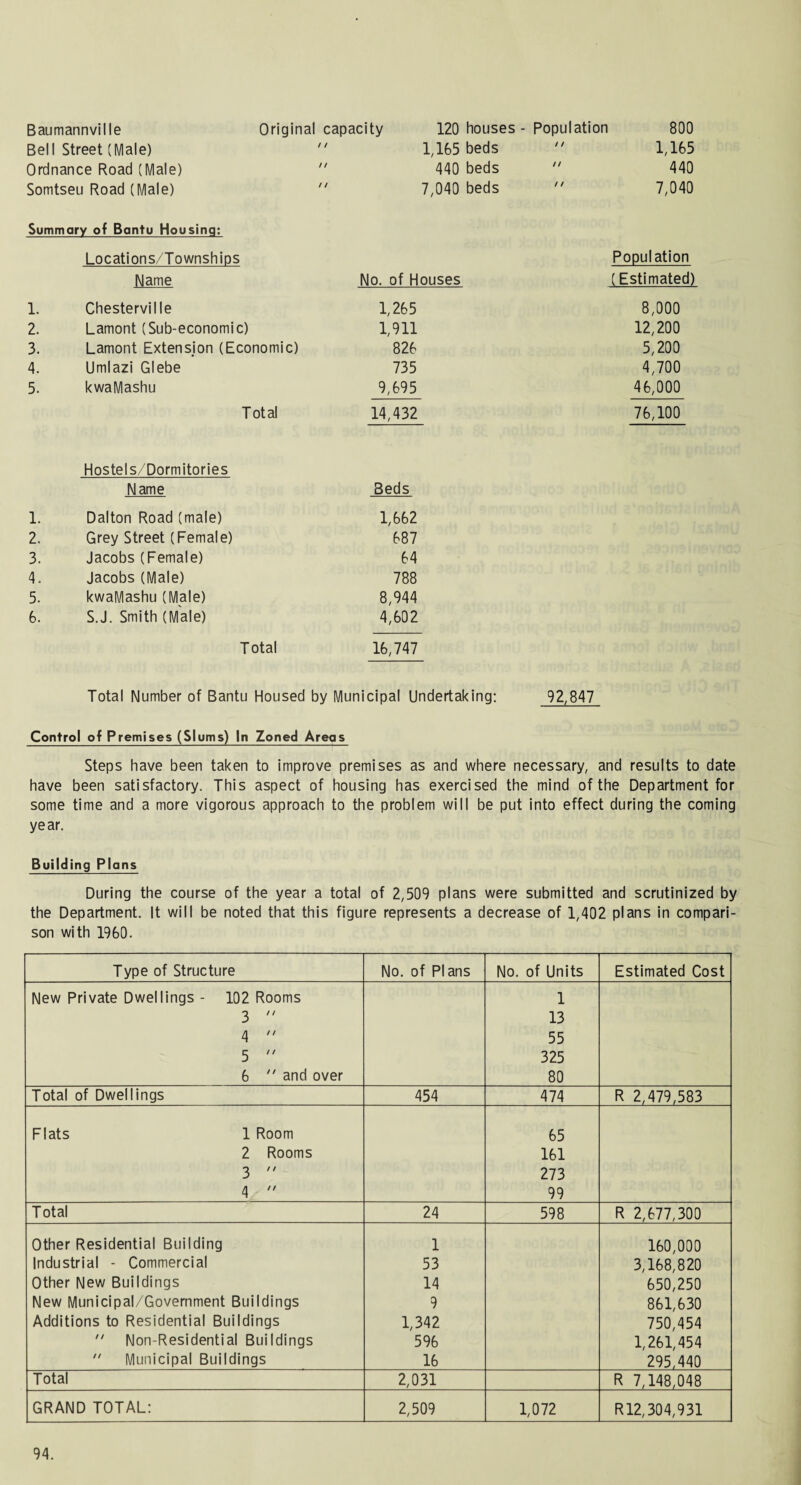 Baumannville Original capacity 120 houses - Population 800
Bell Street (Male) " 1,165 beds " 1,165
Ordnance Road (Male) " 440 beds " 440
Somtseu Road (Male) " 7,040 beds " 7,040
Summary of Bantu Housing:
Locations/Townships Population
Name No. of Houses (Estimated)
1. Chesterville 1,265 8,000
2. Lamont (Sub-economic) 1,911 12,200
3. Lamont Extension (Economic) 826 5,200
4. Umlazi Glebe 735 4,700
5. kwaMashu 9,695 46,000
Total 14,432 76,100
Hostels/Dormitories
Name Beds
1. Dalton Road (male) 1,662
2. Grey Street (Female) 687
3. Jacobs (Female) 64
4. Jacobs (Male) 788
5. kwaMashu (Male) 8,944
6. S.J. Smith (Male) 4,602
Total 16,747
Total Number of Bantu Housed by Municipal Undertaking: 92,847
Control of Premises (Slums) In Zoned Areas
Steps have been taken to improve premises as and where necessary, and results to date
have been satisfactory. This aspect of housing has exercised the mind of the Department for
some time and a more vigorous approach to the problem will be put into effect during the coming
year.
Building Plans
During the course of the year a total of 2,509 plans were submitted and scrutinized by
the Department. It will be noted that this figure represents a decrease of 1,402 plans in compari-
son with 1960.
Type of Structure No. of Plans No. of Units Estimated Cost
New Private Dwellings - 102 Rooms 1
3 " 13
4 " 55
5 " 325
6 " and over 80
Total of Dwellings 454 474 R 2,479,583
Flats 1 Room 65
2 Rooms 161
3 " 273
4 " 99
Total 24 598 R 2,677,300
Other Residential Building 1 160,000
Industrial - Commercial 53 3,168,820
Other New Buildings 14 650,250
New Municipal/Government Buildings 9 861,630
Additions to Residential Buildings 1,342 750,454
" Non-Residential Buildings 596 1,261,454
" Municipal Buildings 16 295,440
Total 2,031 R 7,148,048
GRAND TOTAL: 2,509 1,072 R12,304,931
94.